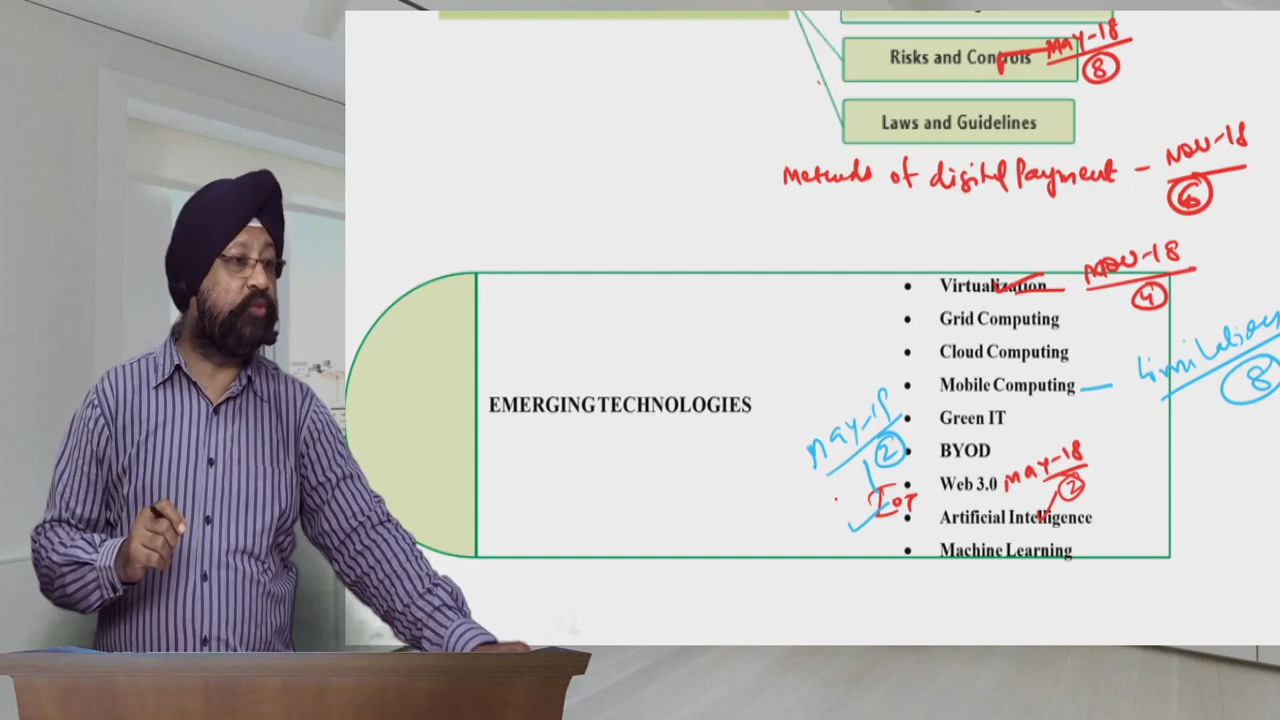 Risks and Controls
MAY-18
8
Laws and Guidelines
Methods of digital Payment - NOV-18
6
Virtualization
NOV-18
4
Grid Computing
Cloud Computing
limitations
8
Mobile Computing
EMERGING TECHNOLOGIES
Green IT
2
BYOD
Web 3.0
MAY-18
2
IOT
Artificial Intelligence
Machine Learning